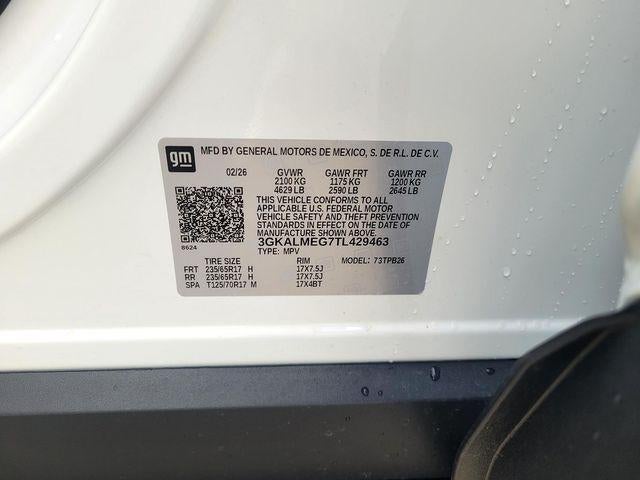 gm
MFD BY GENERAL MOTORS DE MEXICO, S. DE R.L. DE C.V.
02/26 GVWR GAWR FRT GAWR RR
2100 KG 1175 KG 1200 KG
4629 LB 2590 LB 2645 LB
THIS VEHICLE CONFORMS TO ALL
APPLICABLE U.S. FEDERAL MOTOR
VEHICLE SAFETY AND THEFT PREVENTION
STANDARDS IN EFFECT ON THE DATE OF
MANUFACTURE SHOWN ABOVE.
8624
3GKALMEG7TL429463
TYPE: MPV MODEL: 73TPB26
TIRE SIZE RIM
FRT 235/65R17 H 17X7.5J
RR 235/65R17 H 17X7.5J
SPA T125/70R17 M 17X4BT